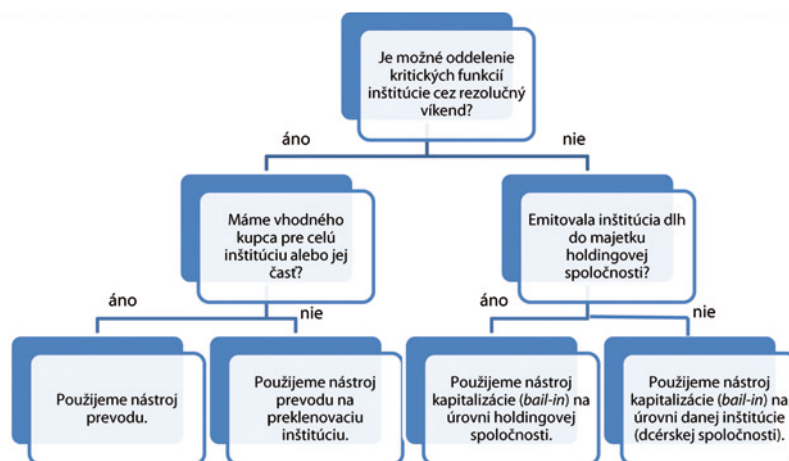 Je možné oddelenie
kritických funkcií
inštitúcie cez rezolučný
víkend?
áno
nie
Máme vhodného
kupca pre celú
inštitúciu alebo jej
časť?
Emitovala inštitúcia dlh
do majetku
holdingovej
spoločnosti?
áno
nie
áno
nie
Použijeme nástroj
prevodu.
Použijeme nástroj
prevodu na
preklenovaciu
inštitúciu.
Použijeme nástroj
kapitalizácie (bail-in) na
úrovni holdingovej
spoločnosti.
Použijeme nástroj
kapitalizácie (bail-in) na
úrovni danej inštitúcie
(dcérskej spoločnosti).